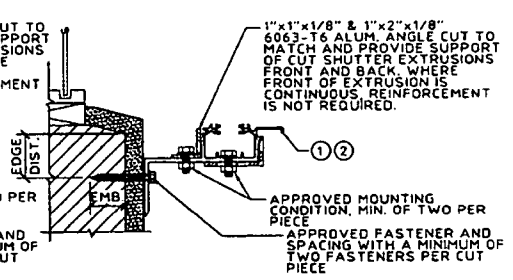 UT TO
PPORT
SIONS
E
MENT
1"x1"x1/8" & 1"x2"x1/8"
6063-T6 ALUM. ANGLE CUT TO
MATCH AND PROVIDE SUPPORT
OF CUT SHUTTER EXTRUSIONS
FRONT AND BACK. WHERE
FRONT OF EXTRUSION IS
CONTINUOUS, REINFORCEMENT
IS NOT REQUIRED.
EDGE
DIST.
1 2
EMB
PER
AND
UM OF
UT
APPROVED MOUNTING
CONDITION, MIN. OF TWO PER
PIECE
APPROVED FASTENER AND
SPACING WITH A MINIMUM OF
TWO FASTENERS PER CUT
PIECE